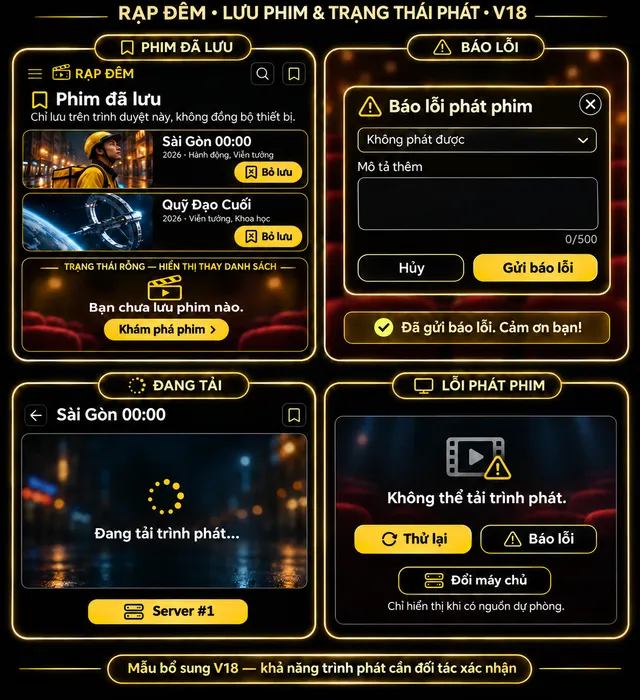 RẠP ĐÊM • LƯU PHIM & TRẠNG THÁI PHÁT • V18
PHIM ĐÃ LƯU
RẠP ĐÊM
Phim đã lưu
Chỉ lưu trên trình duyệt này, không đồng bộ thiết bị.
Sài Gòn 00:00
2026 • Hành động, Viễn tưởng
Bỏ lưu
Quỹ Đạo Cuối
2026 • Viễn tưởng, Khoa học
Bỏ lưu
TRẠNG THÁI RỖNG — HIỂN THỊ THAY DANH SÁCH
Bạn chưa lưu phim nào.
Khám phá phim
BÁO LỖI
Báo lỗi phát phim
Không phát được
Mô tả thêm
0/500
Hủy
Gửi báo lỗi
Đã gửi báo lỗi. Cảm ơn bạn!
ĐANG TẢI
Sài Gòn 00:00
Đang tải trình phát...
Server #1
LỖI PHÁT PHIM
Không thể tải trình phát.
Thử lại
Báo lỗi
Đổi máy chủ
Chỉ hiển thị khi có nguồn dự phòng.
Mẫu bổ sung V18 — khả năng trình phát cần đối tác xác nhận